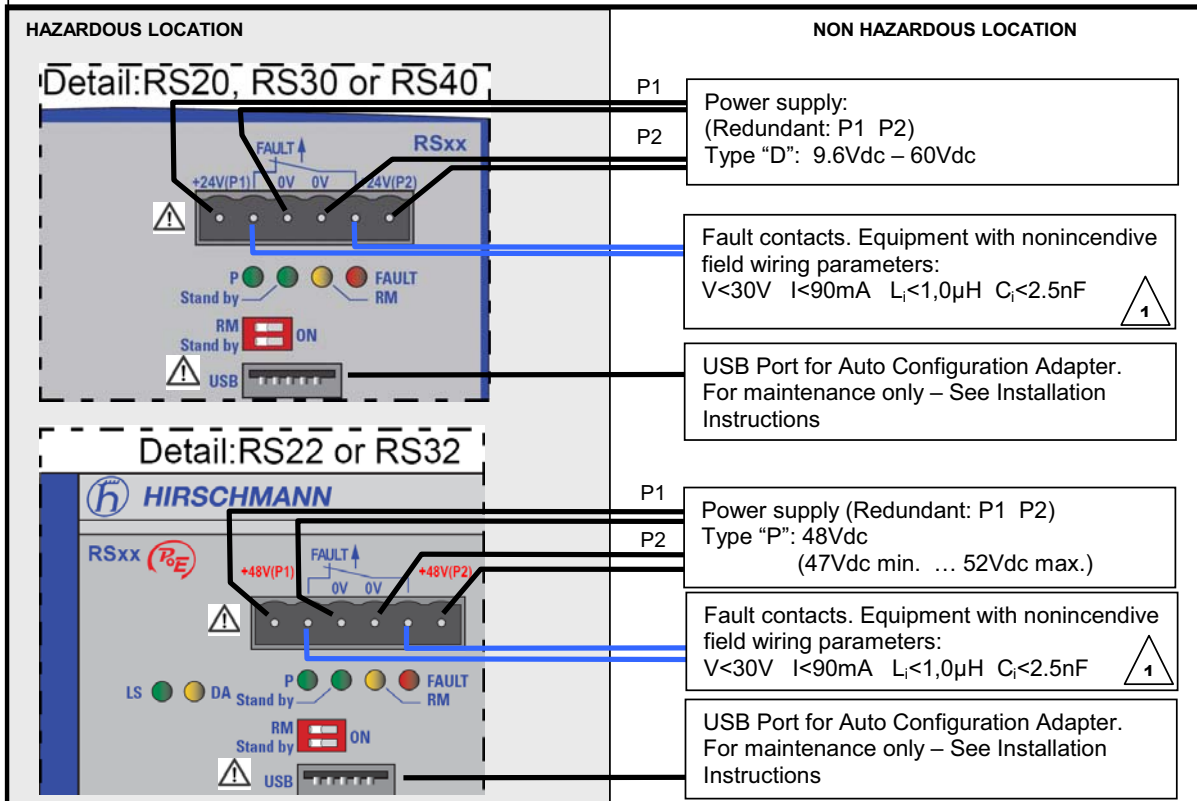 HAZARDOUS LOCATION
NON HAZARDOUS LOCATION
Detail:RS20, RS30 or RS40
P1
P2
Power supply:
(Redundant: P1 P2)
Type “D”: 9.6Vdc – 60Vdc
FAULT
RSxx
+24V(P1) 0V 0V +24V(P2)
Fault contacts. Equipment with nonincendive
field wiring parameters:
V<30V I<90mA Lᵢ<1,0µH Cᵢ<2.5nF
1
P
FAULT
Stand by
RM
RM
ON
Stand by
USB
USB Port for Auto Configuration Adapter.
For maintenance only – See Installation
Instructions
Detail:RS22 or RS32
HIRSCHMANN
P1
P2
Power supply (Redundant: P1 P2)
Type “P”: 48Vdc
(47Vdc min. … 52Vdc max.)
RSxx PoE
FAULT
+48V(P1) 0V 0V +48V(P2)
Fault contacts. Equipment with nonincendive
field wiring parameters:
V<30V I<90mA Lᵢ<1,0µH Cᵢ<2.5nF
1
LS DA
P
FAULT
Stand by
RM
RM
ON
Stand by
USB
USB Port for Auto Configuration Adapter.
For maintenance only – See Installation
Instructions